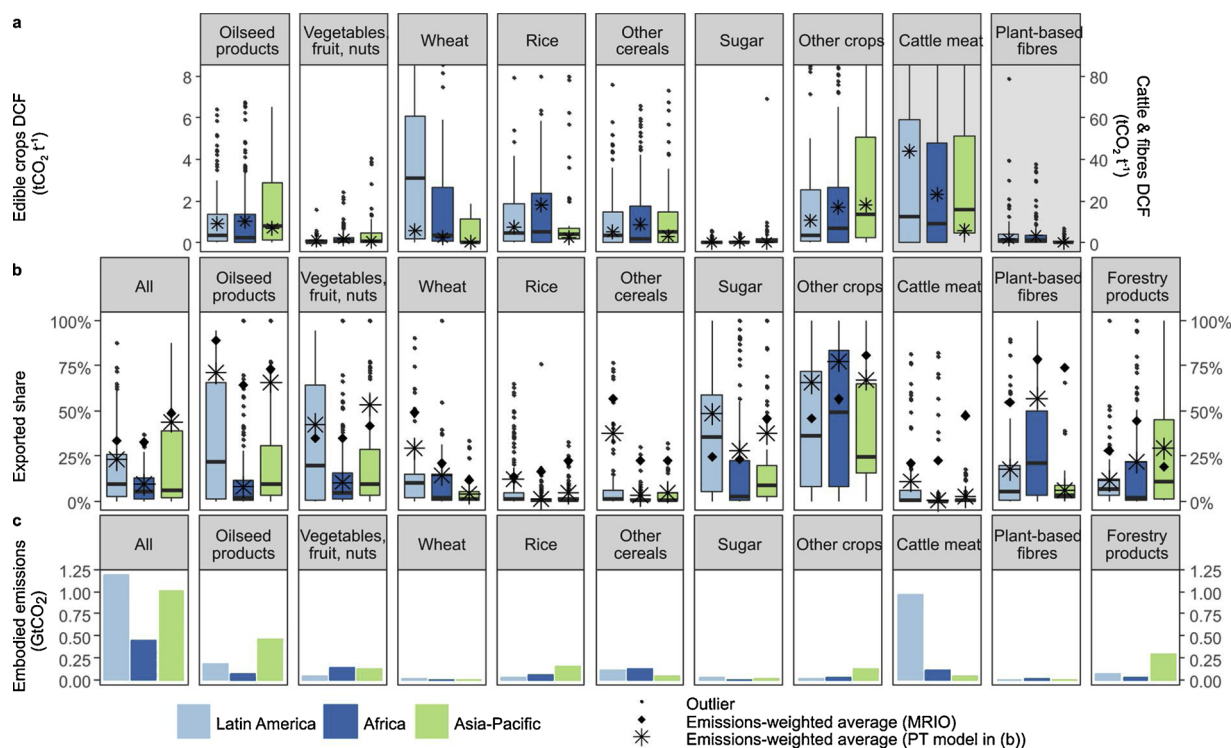 a
Oilseed products
Vegetables, fruit, nuts
Wheat
Rice
Other cereals
Sugar
Other crops
Cattle meat
Plant-based fibres
Edible crops DCF
(tCO2 t-1)
8
6
4
2
0
80
60
40
20
0
Cattle & fibres DCF
(tCO2 t-1)
b
All
Oilseed products
Vegetables, fruit, nuts
Wheat
Rice
Other cereals
Sugar
Other crops
Cattle meat
Plant-based fibres
Forestry products
Exported share
100%
75%
50%
25%
0%
100%
75%
50%
25%
0%
c
All
Oilseed products
Vegetables, fruit, nuts
Wheat
Rice
Other cereals
Sugar
Other crops
Cattle meat
Plant-based fibres
Forestry products
Embodied emissions
(GtCO2)
1.25
1.00
0.75
0.50
0.25
0.00
1.25
1.00
0.75
0.50
0.25
0.00
Latin America
Africa
Asia-Pacific
Outlier
Emissions-weighted average (MRIO)
Emissions-weighted average (PT model in (b))